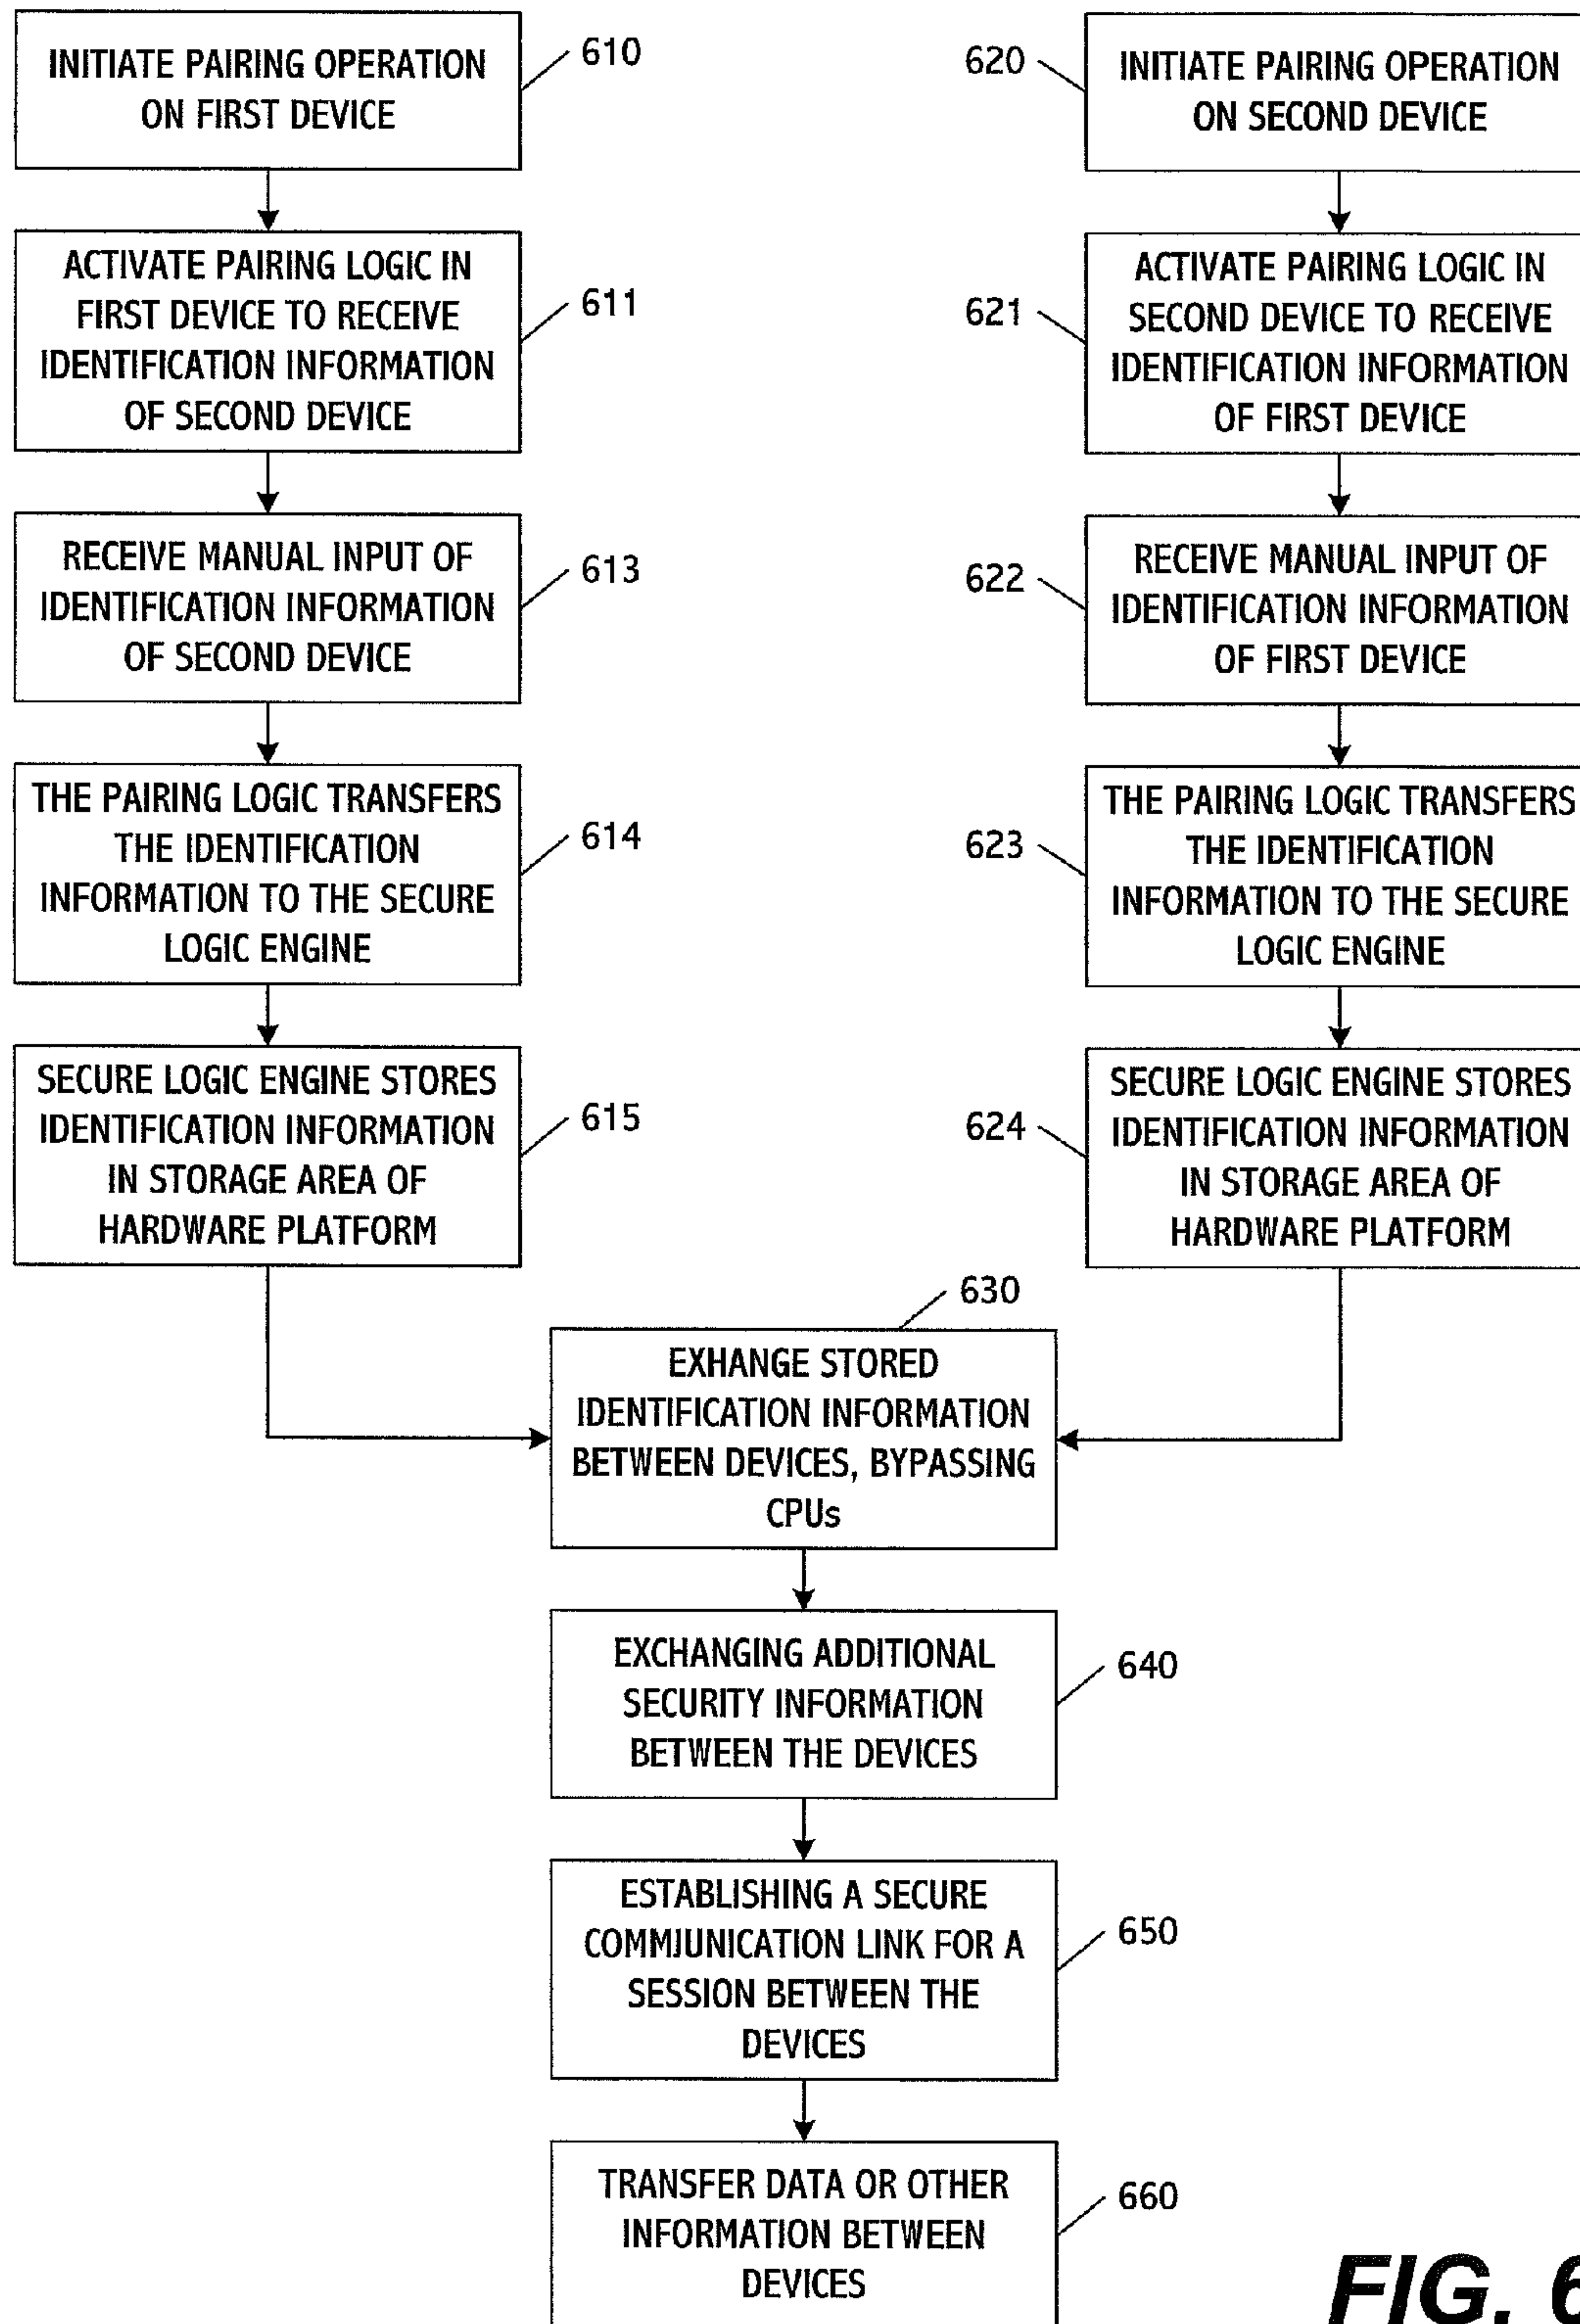 INITIATE PAIRING OPERATION
ON FIRST DEVICE
610
ACTIVATE PAIRING LOGIC IN
FIRST DEVICE TO RECEIVE
IDENTIFICATION INFORMATION
OF SECOND DEVICE
611
RECEIVE MANUAL INPUT OF
IDENTIFICATION INFORMATION
OF SECOND DEVICE
613
THE PAIRING LOGIC TRANSFERS
THE IDENTIFICATION
INFORMATION TO THE SECURE
LOGIC ENGINE
614
SECURE LOGIC ENGINE STORES
IDENTIFICATION INFORMATION
IN STORAGE AREA OF
HARDWARE PLATFORM
615
620
INITIATE PAIRING OPERATION
ON SECOND DEVICE
621
ACTIVATE PAIRING LOGIC IN
SECOND DEVICE TO RECEIVE
IDENTIFICATION INFORMATION
OF FIRST DEVICE
622
RECEIVE MANUAL INPUT OF
IDENTIFICATION INFORMATION
OF FIRST DEVICE
623
THE PAIRING LOGIC TRANSFERS
THE IDENTIFICATION
INFORMATION TO THE SECURE
LOGIC ENGINE
624
SECURE LOGIC ENGINE STORES
IDENTIFICATION INFORMATION
IN STORAGE AREA OF
HARDWARE PLATFORM
630
EXHANGE STORED
IDENTIFICATION INFORMATION
BETWEEN DEVICES, BYPASSING
CPUs
EXCHANGING ADDITIONAL
SECURITY INFORMATION
BETWEEN THE DEVICES
640
ESTABLISHING A SECURE
COMMJUNICATION LINK FOR A
SESSION BETWEEN THE
DEVICES
650
TRANSFER DATA OR OTHER
INFORMATION BETWEEN
DEVICES
660
FIG. 6